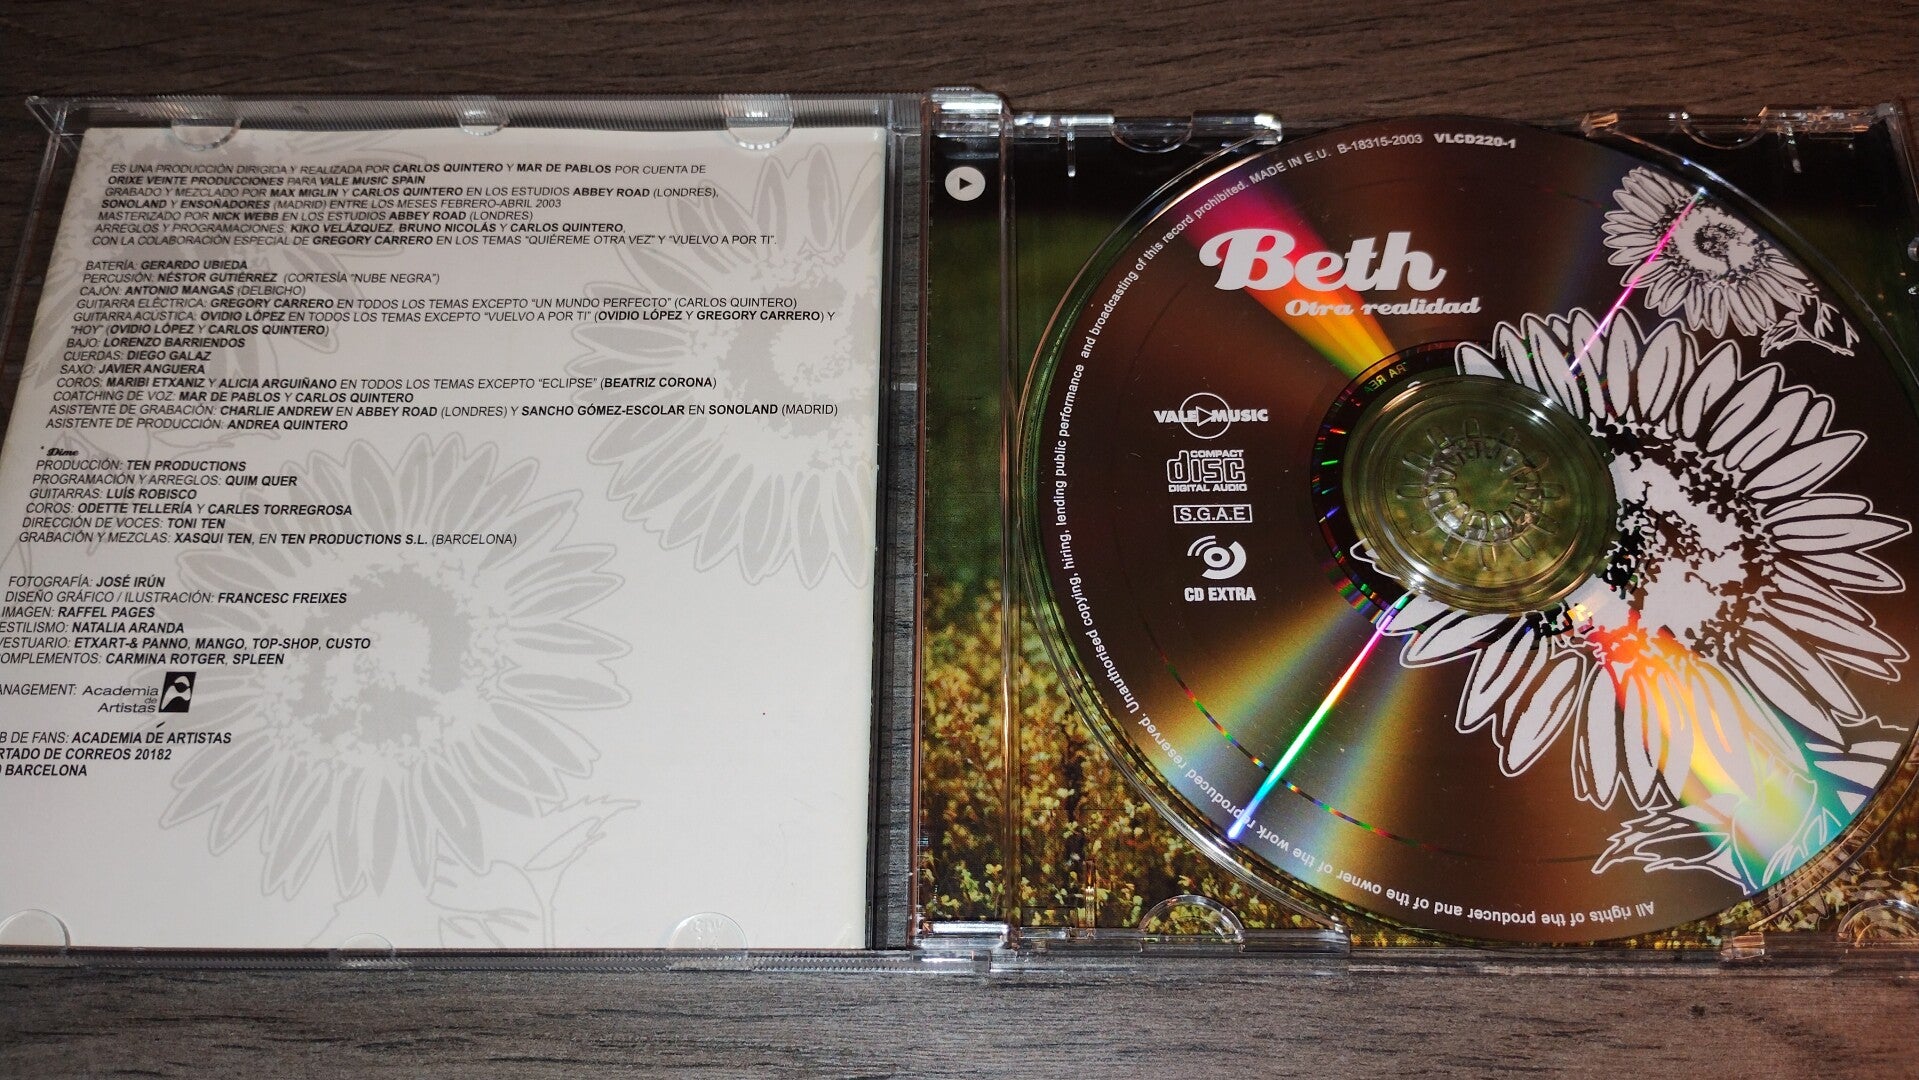 ES UNA PRODUCCIÓN DIRIGIDA Y REALIZADA POR CARLOS QUINTERO Y MAR DE PABLOS POR CUENTA DE
ORIXE VEINTE PRODUCCIONES PARA VALE MUSIC SPAIN
GRABADO Y MEZCLADO POR MAX MIGLIN Y CARLOS QUINTERO EN LOS ESTUDIOS ABBEY ROAD (LONDRES),
SONOLAND Y ENSOÑADORES (MADRID) ENTRE LOS MESES FEBRERO-ABRIL 2003
MASTERIZADO POR NICK WEBB EN LOS ESTUDIOS ABBEY ROAD (LONDRES)
ARREGLOS Y PROGRAMACIONES, KIKO VELÁZQUEZ, BRUNO NICOLÁS Y CARLOS QUINTERO,
CON LA COLABORACIÓN ESPECIAL DE GREGORY CARRERO EN LOS TEMAS "QUIÉREME OTRA VEZ" Y "VUELVO A POR TI".
BATERÍA: GERARDO UBIEDA
PERCUSIÓN: NÉSTOR GUTIÉRREZ (CORTESÍA "NUBE NEGRA")
CAJÓN: ANTONIO MANGAS (DELBICHO)
GUITARRA ELÉCTRICA: GREGORY CARRERO EN TODOS LOS TEMAS EXCEPTO "UN MUNDO PERFECTO" (CARLOS QUINTERO)
GUITARRA ACÚSTICA: OVIDIO LÓPEZ EN TODOS LOS TEMAS EXCEPTO "VUELVO A POR TI" (OVIDIO LÓPEZ Y GREGORY CARRERO) Y
"HOY" (OVIDIO LÓPEZ Y CARLOS QUINTERO)
BAJO: LORENZO BARRIENDOS
CUERDAS: DIEGO GALAZ
SAXO: JAVIER ANGUERA
COROS: MARIBI ETXANIZ Y ALICIA ARGUIÑANO EN TODOS LOS TEMAS EXCEPTO "ECLIPSE" (BEATRIZ CORONA)
COATCHING DE VOZ: MAR DE PABLOS Y CARLOS QUINTERO
ASISTENTE DE GRABACIÓN: CHARLIE ANDREW EN ABBEY ROAD (LONDRES) Y SANCHO GÓMEZ-ESCOLAR EN SONOLAND (MADRID)
ASISTENTE DE PRODUCCIÓN: ANDREA QUINTERO
* Dime
PRODUCCIÓN: TEN PRODUCTIONS
PROGRAMACIÓN Y ARREGLOS: QUIM QUER
GUITARRAS: LUÍS ROBISCO
COROS: ODETTE TELLERÍA Y CARLES TORREGROSA
DIRECCIÓN DE VOCES: TONI TEN
GRABACIÓN Y MEZCLAS: XASQUI TEN, EN TEN PRODUCTIONS S.L. (BARCELONA)
FOTOGRAFÍA: JOSÉ IRÚN
DISEÑO GRÁFICO / ILUSTRACIÓN: FRANCESC FREIXES
IMAGEN: RAFFEL PAGES
ESTILISMO: NATALIA ARANDA
VESTUARIO: ETXART-& PANNO, MANGO, TOP-SHOP, CUSTO
OMPLEMENTOS: CARMINA ROTGER, SPLEEN
ANAGEMENT: Academia
de
Artistas
B DE FANS: ACADEMIA DE ARTISTAS
RTADO DE CORREOS 20182
BARCELONA
Beth
Otra realidad
VALE MUSIC
COMPACT
disc
DIGITAL AUDIO
S.G.A.E
CD EXTRA
All rights of the producer and of the owner of the work reproduced reserved. Unauthorised copying, hiring, lending public performance and broadcasting of this record prohibited. MADE IN E.U. B-18315-2003 VLCD220-1